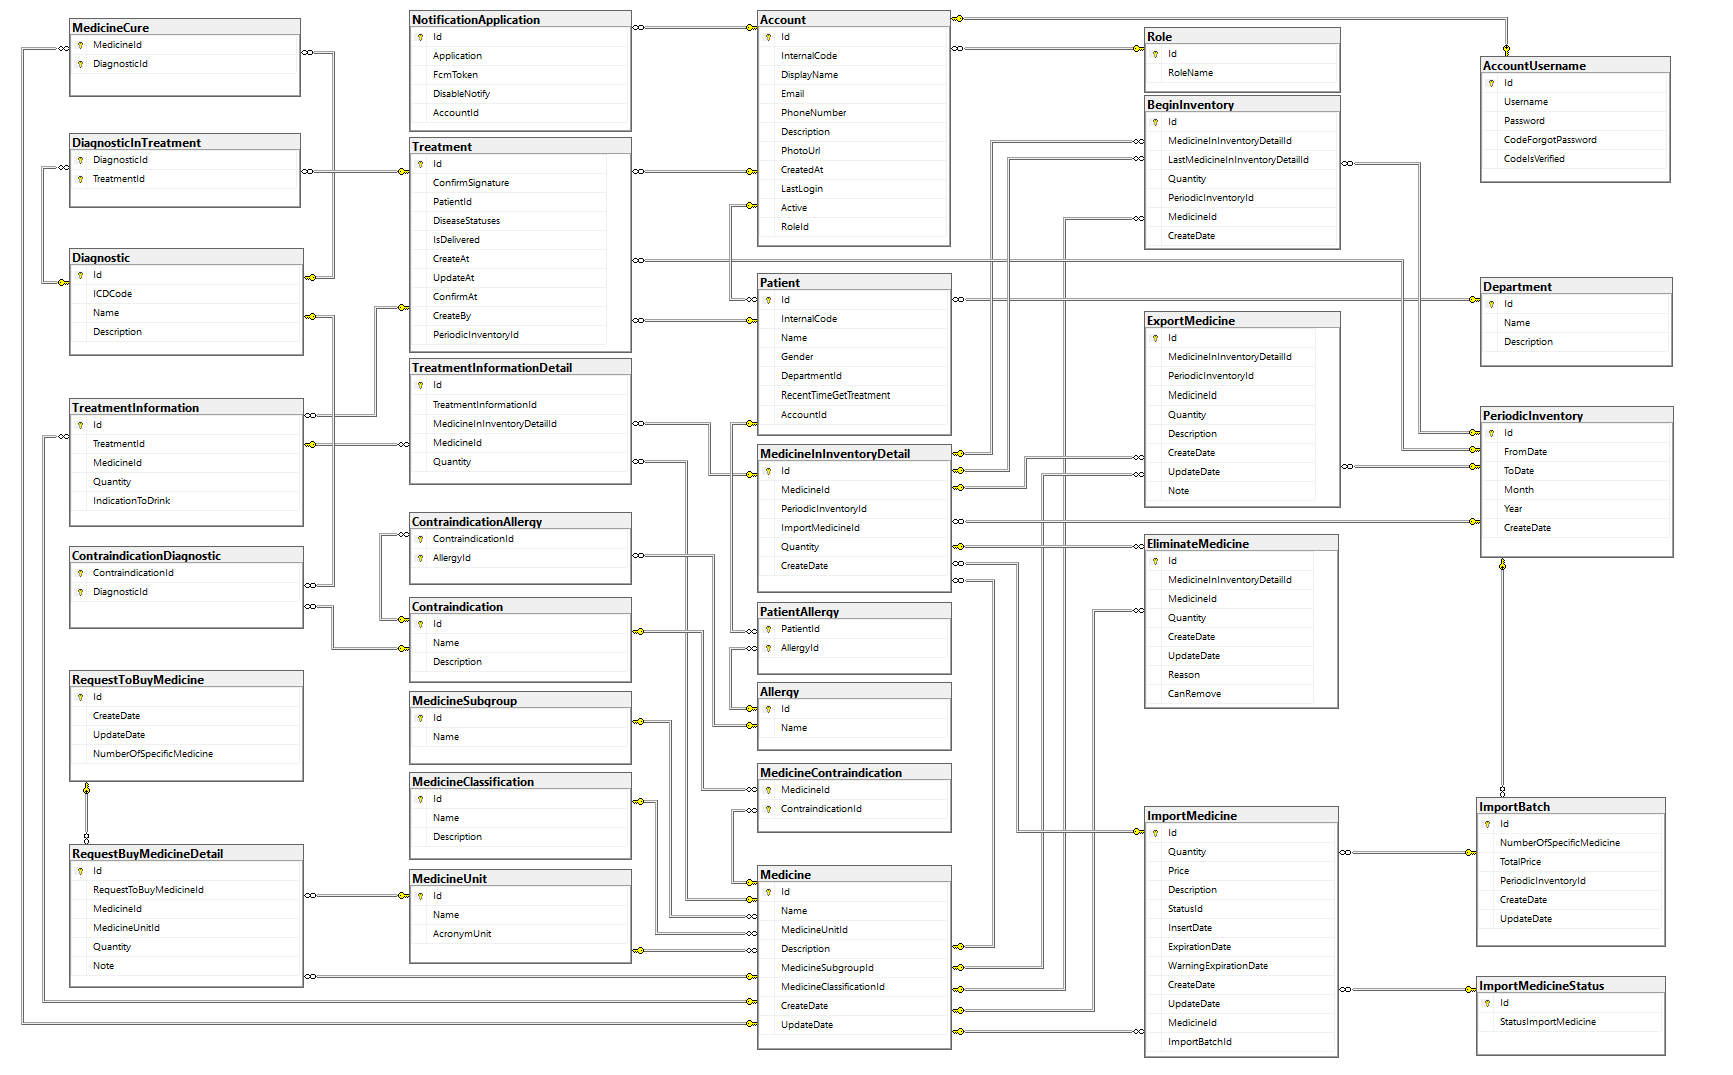 MedicineCure
MedicineId
DiagnosticId
DiagnosticInTreatment
DiagnosticId
TreatmentId
Diagnostic
Id
ICDCode
Name
Description
TreatmentInformation
Id
TreatmentId
MedicineId
Quantity
IndicationToDrink
ContraindicationDiagnostic
ContraindicationId
DiagnosticId
RequestToBuyMedicine
Id
CreateDate
UpdateDate
NumberOfSpecificMedicine
RequestBuyMedicineDetail
Id
RequestToBuyMedicineId
MedicineId
MedicineUnitId
Quantity
Note
NotificationApplication
Id
Application
FcmToken
DisableNotify
AccountId
Treatment
Id
ConfirmSignature
PatientId
DiseaseStatuses
IsDelivered
CreateAt
UpdateAt
ConfirmAt
CreateBy
PeriodicInventoryId
TreatmentInformationDetail
Id
TreatmentInformationId
MedicineInInventoryDetailId
MedicineId
Quantity
ContraindicationAllergy
ContraindicationId
AllergyId
Contraindication
Id
Name
Description
MedicineSubgroup
Id
Name
MedicineClassification
Id
Name
Description
MedicineUnit
Id
Name
AcronymUnit
Account
Id
InternalCode
DisplayName
Email
PhoneNumber
Description
PhotoUrl
CreatedAt
LastLogin
Active
RoleId
Patient
Id
InternalCode
Name
Gender
DepartmentId
RecentTimeGetTreatment
AccountId
MedicineInInventoryDetail
Id
MedicineId
PeriodicInventoryId
ImportMedicineId
Quantity
CreateDate
PatientAllergy
PatientId
AllergyId
Allergy
Id
Name
MedicineContraindication
MedicineId
ContraindicationId
Medicine
Id
Name
MedicineUnitId
Description
MedicineSubgroupId
MedicineClassificationId
CreateDate
UpdateDate
Role
Id
RoleName
BeginInventory
Id
MedicineInInventoryDetailId
LastMedicineInInventoryDetailId
Quantity
PeriodicInventoryId
MedicineId
CreateDate
ExportMedicine
Id
MedicineInInventoryDetailId
PeriodicInventoryId
MedicineId
Quantity
Description
CreateDate
UpdateDate
Note
EliminateMedicine
Id
MedicineInInventoryDetailId
MedicineId
Quantity
CreateDate
UpdateDate
Reason
CanRemove
ImportMedicine
Id
Quantity
Price
Description
StatusId
InsertDate
ExpirationDate
WarningExpirationDate
CreateDate
UpdateDate
MedicineId
ImportBatchId
AccountUsername
Id
Username
Password
CodeForgotPassword
CodeIsVerified
Department
Id
Name
Description
PeriodicInventory
Id
FromDate
ToDate
Month
Year
CreateDate
ImportBatch
Id
NumberOfSpecificMedicine
TotalPrice
PeriodicInventoryId
CreateDate
UpdateDate
ImportMedicineStatus
Id
StatusImportMedicine